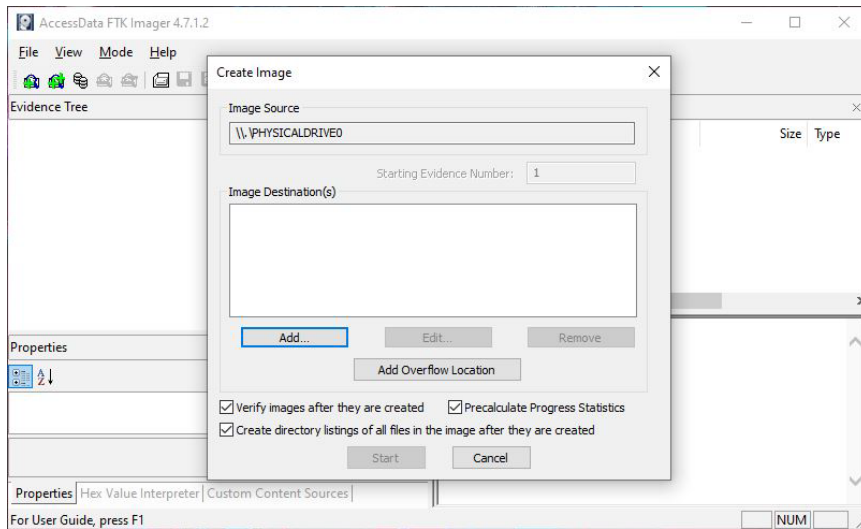 AccessData FTK Imager 4.7.1.2
File View Mode Help
Evidence Tree
Size Type
Create Image
Image Source
\\.\PHYSICALDRIVE0
Starting Evidence Number: 1
Image Destination(s)
Add... Edit... Remove
Add Overflow Location
Verify images after they are created Precalculate Progress Statistics
Create directory listings of all files in the image after they are created
Start Cancel
Properties
Properties Hex Value Interpreter Custom Content Sources
For User Guide, press F1 NUM